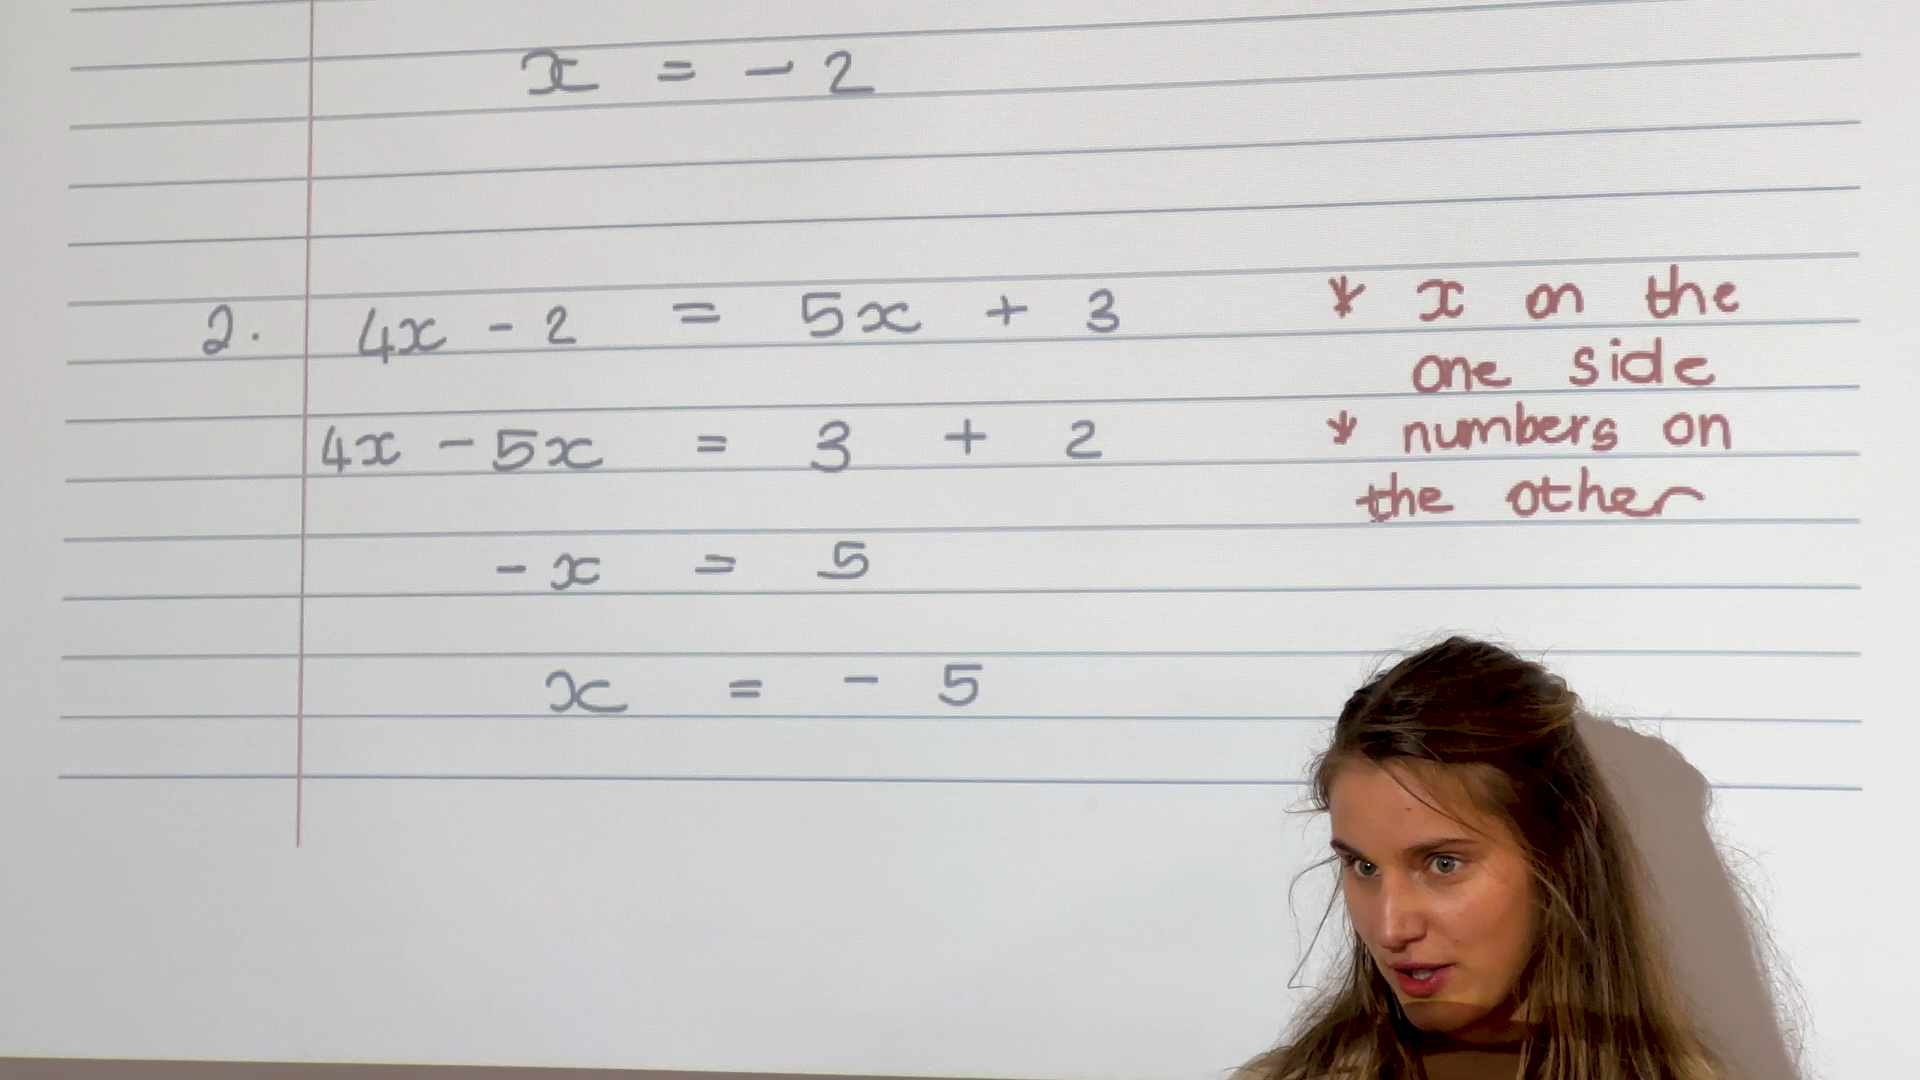 x = - 2
2. 4x - 2 = 5x + 3
4x - 5x = 3 + 2
- x = 5
x = - 5
* x on the
one side
* numbers on
the other